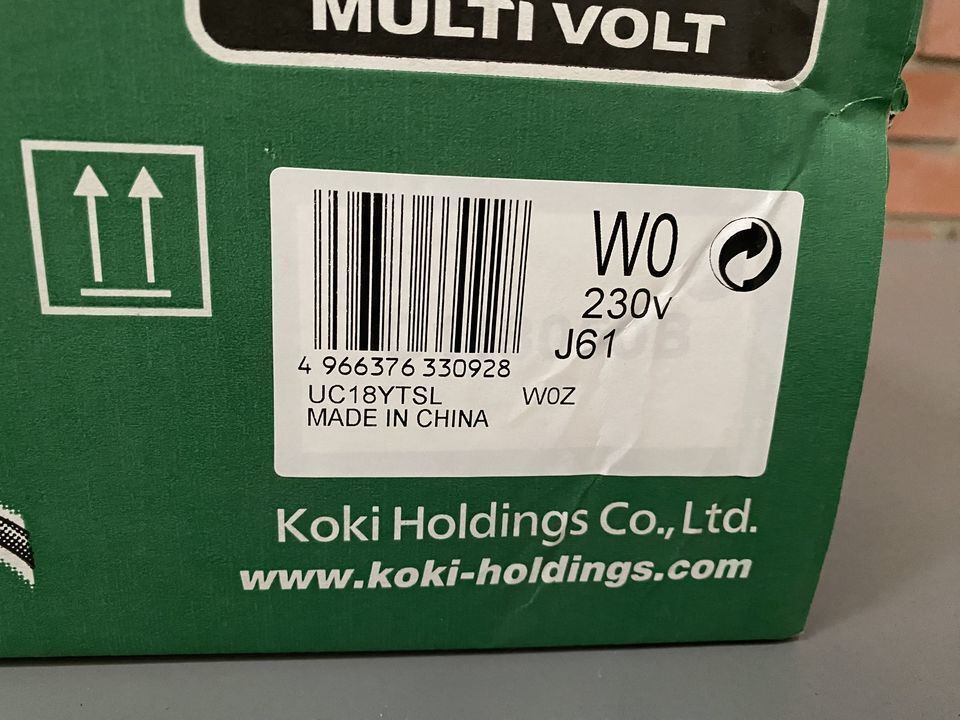 MULTI VOLT
W0
230v
J61
4 966376 330928
UC18YTSL W0Z
MADE IN CHINA
Koki Holdings Co., Ltd.
www.koki-holdings.com